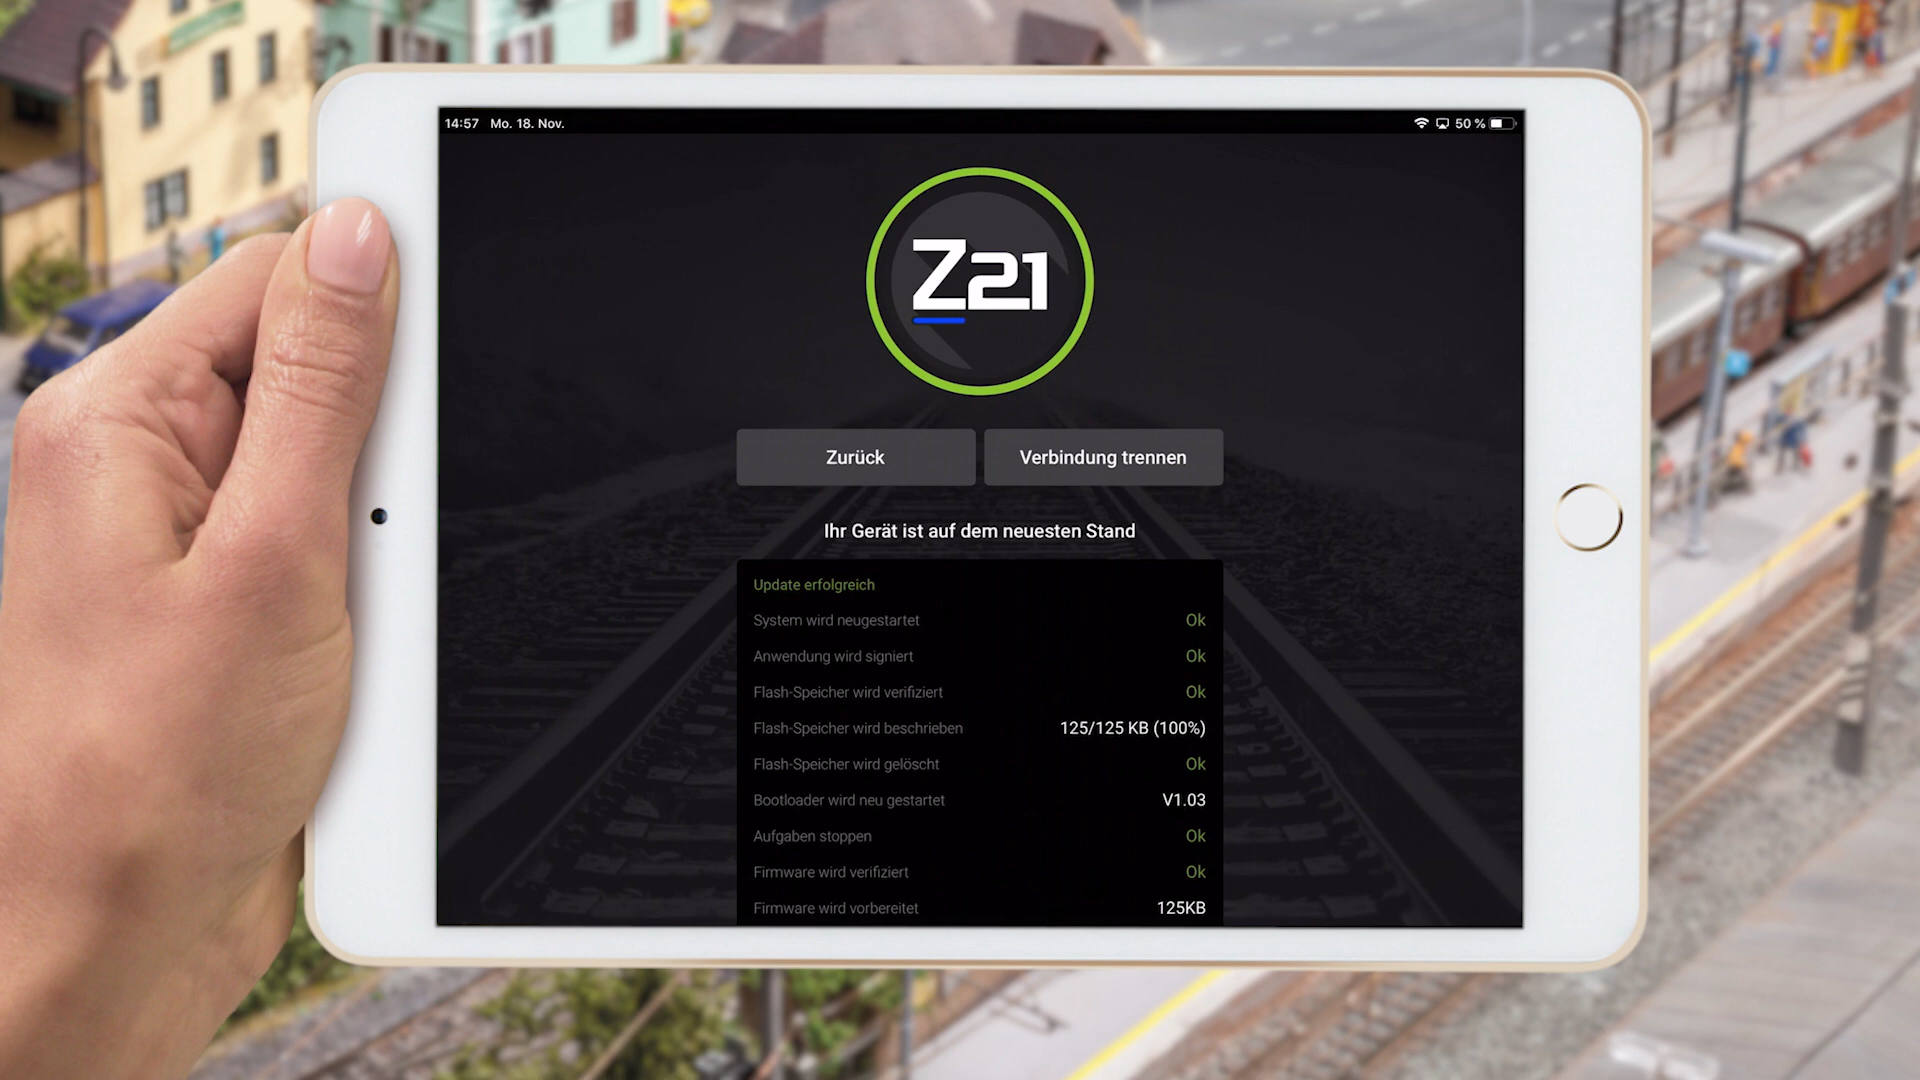 14:57 Mo. 18. Nov. 50 %
Z21
Zurück Verbindung trennen
Ihr Gerät ist auf dem neuesten Stand
Update erfolgreich
System wird neugestartet Ok
Anwendung wird signiert Ok
Flash-Speicher wird verifiziert Ok
Flash-Speicher wird beschrieben 125/125 KB (100%)
Flash-Speicher wird gelöscht Ok
Bootloader wird neu gestartet V1.03
Aufgaben stoppen Ok
Firmware wird verifiziert Ok
Firmware wird vorbereitet 125KB